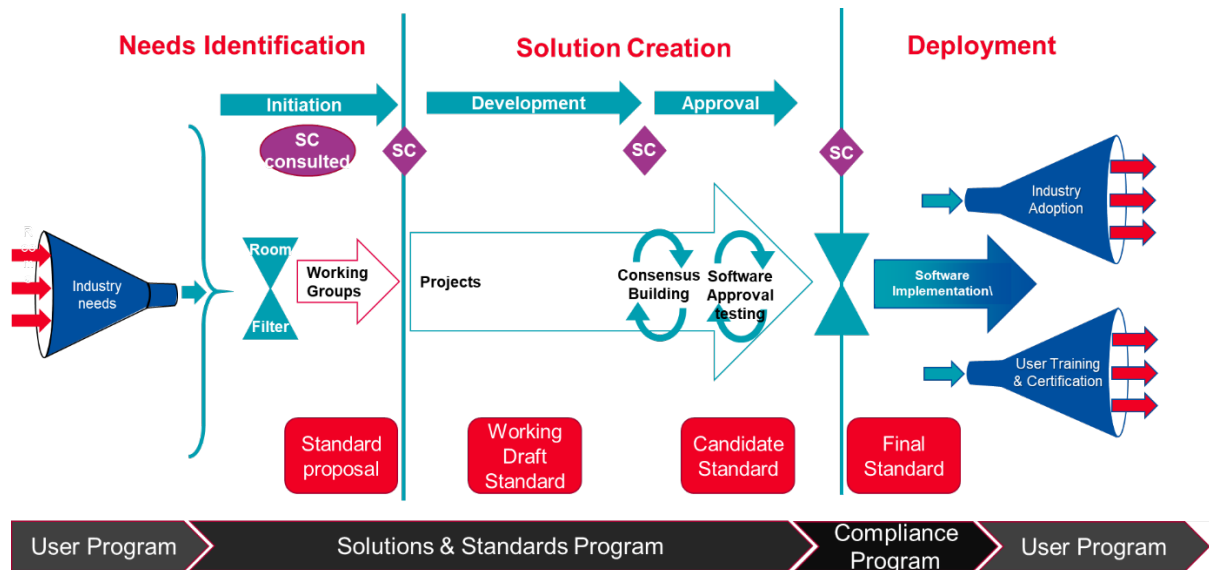 Needs Identification
Solution Creation
Deployment
Initiation
Development
Approval
SC
consulted
SC
SC
SC
Industry
needs
Room
Filter
Working
Groups
Projects
Consensus
Building
Software
Approval
testing
Industry
Adoption
Software
Implementation\
User Training
& Certification
Standard
proposal
Working
Draft
Standard
Candidate
Standard
Final
Standard
User Program
Solutions & Standards Program
Compliance
Program
User Program